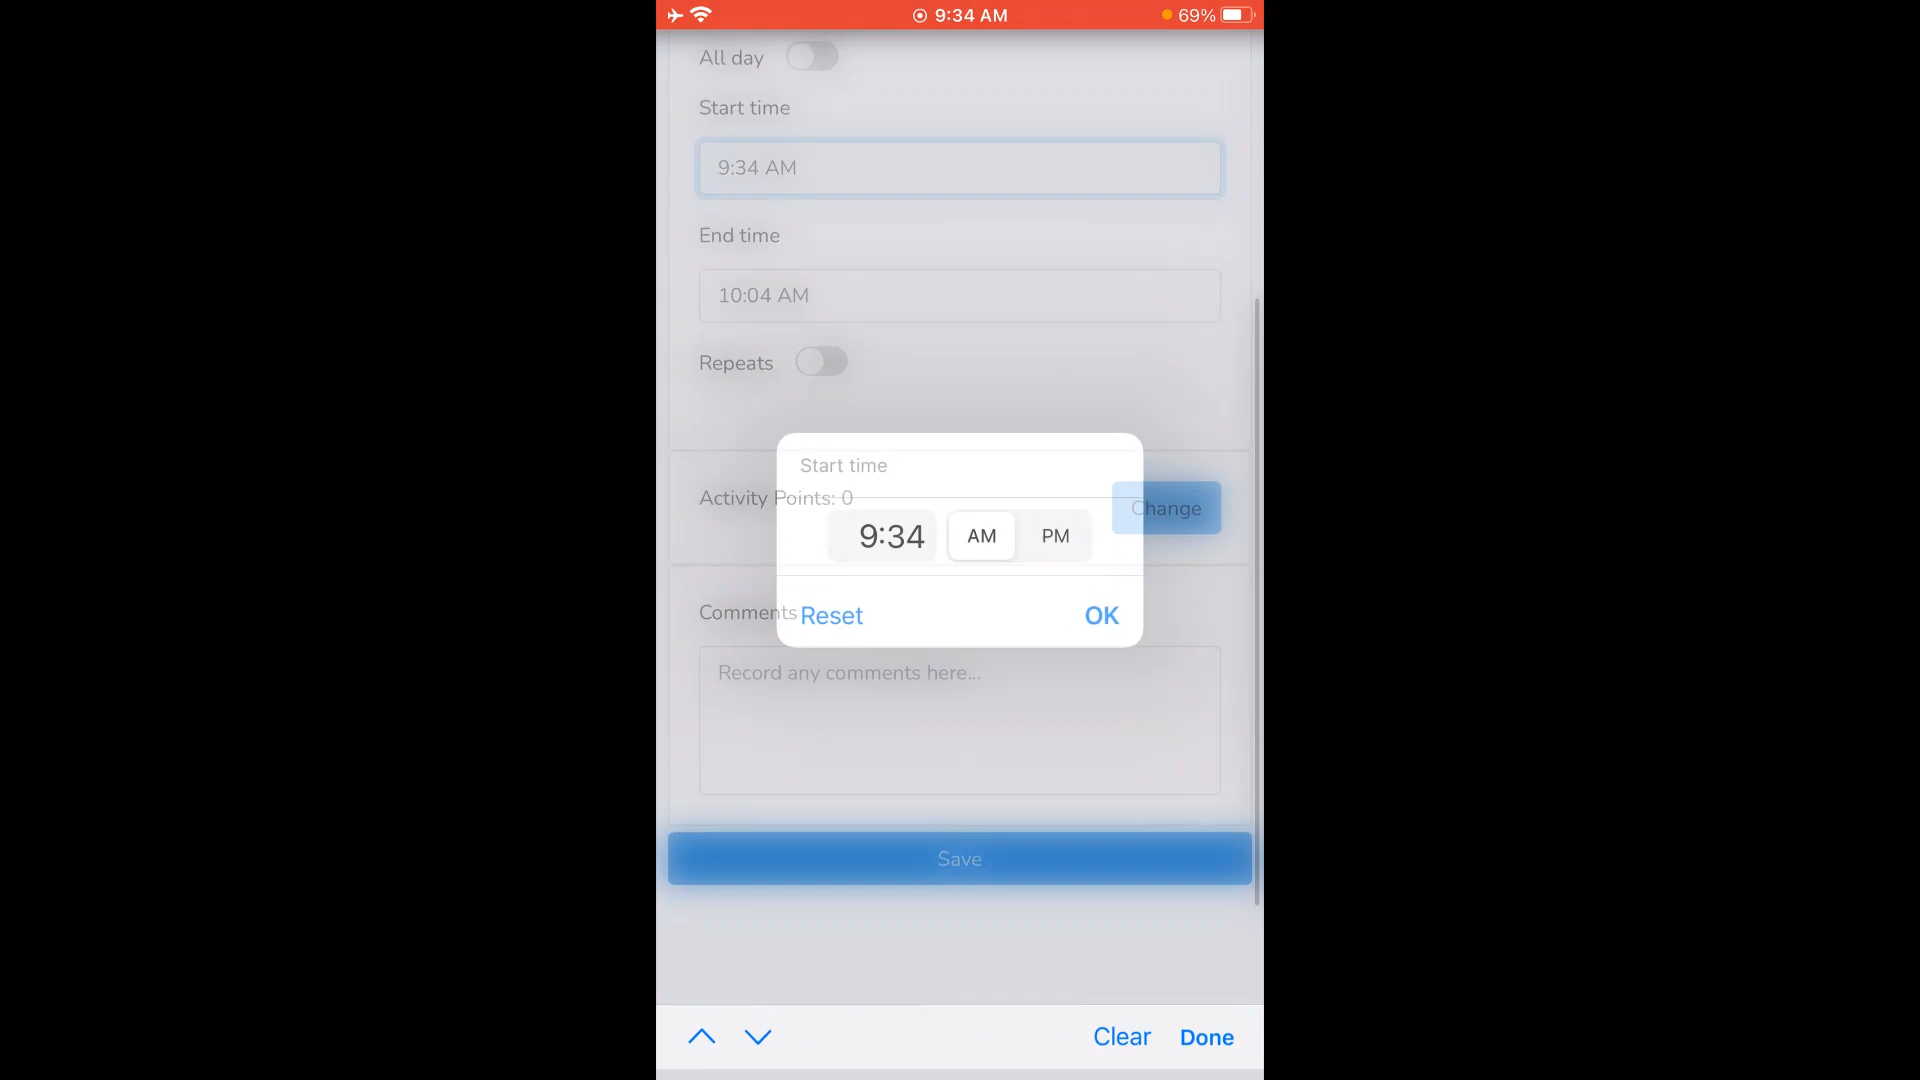 9:34 AM
69%
All day
Start time
9:34 AM
End time
10:04 AM
Repeats
Start time
Activity Points: 0
Change
9:34
AM
PM
Comments
Reset
OK
Record any comments here...
Save
Clear
Done